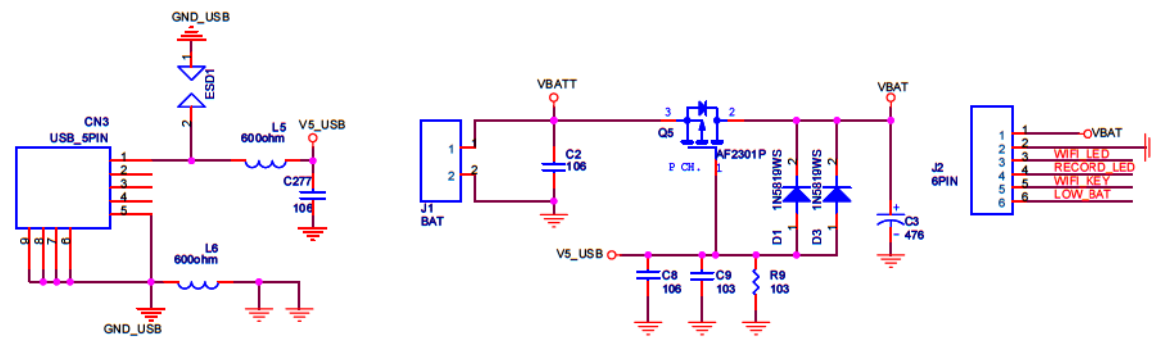 GND_USB
1
ESD1
2
CN3
USB_5PIN
1
2
3
4
5
9
8
7
6
L5
600ohm
V5_USB
C277
106
L6
600ohm
GND_USB
VBATT
1
2
1
2
J1
BAT
C2
106
3
2
Q5
AF2301P
P CH.
1
VBAT
2
1N5819WS
1
D1
2
1N5819WS
1
D3
+
C3
-
476
V5_USB
C8
106
C9
103
R9
103
J2
6PIN
1
2
3
4
5
6
1
2
3
4
5
6
VBAT
WIFI_LED
RECORD_LED
WIFI_KEY
LOW_BAT